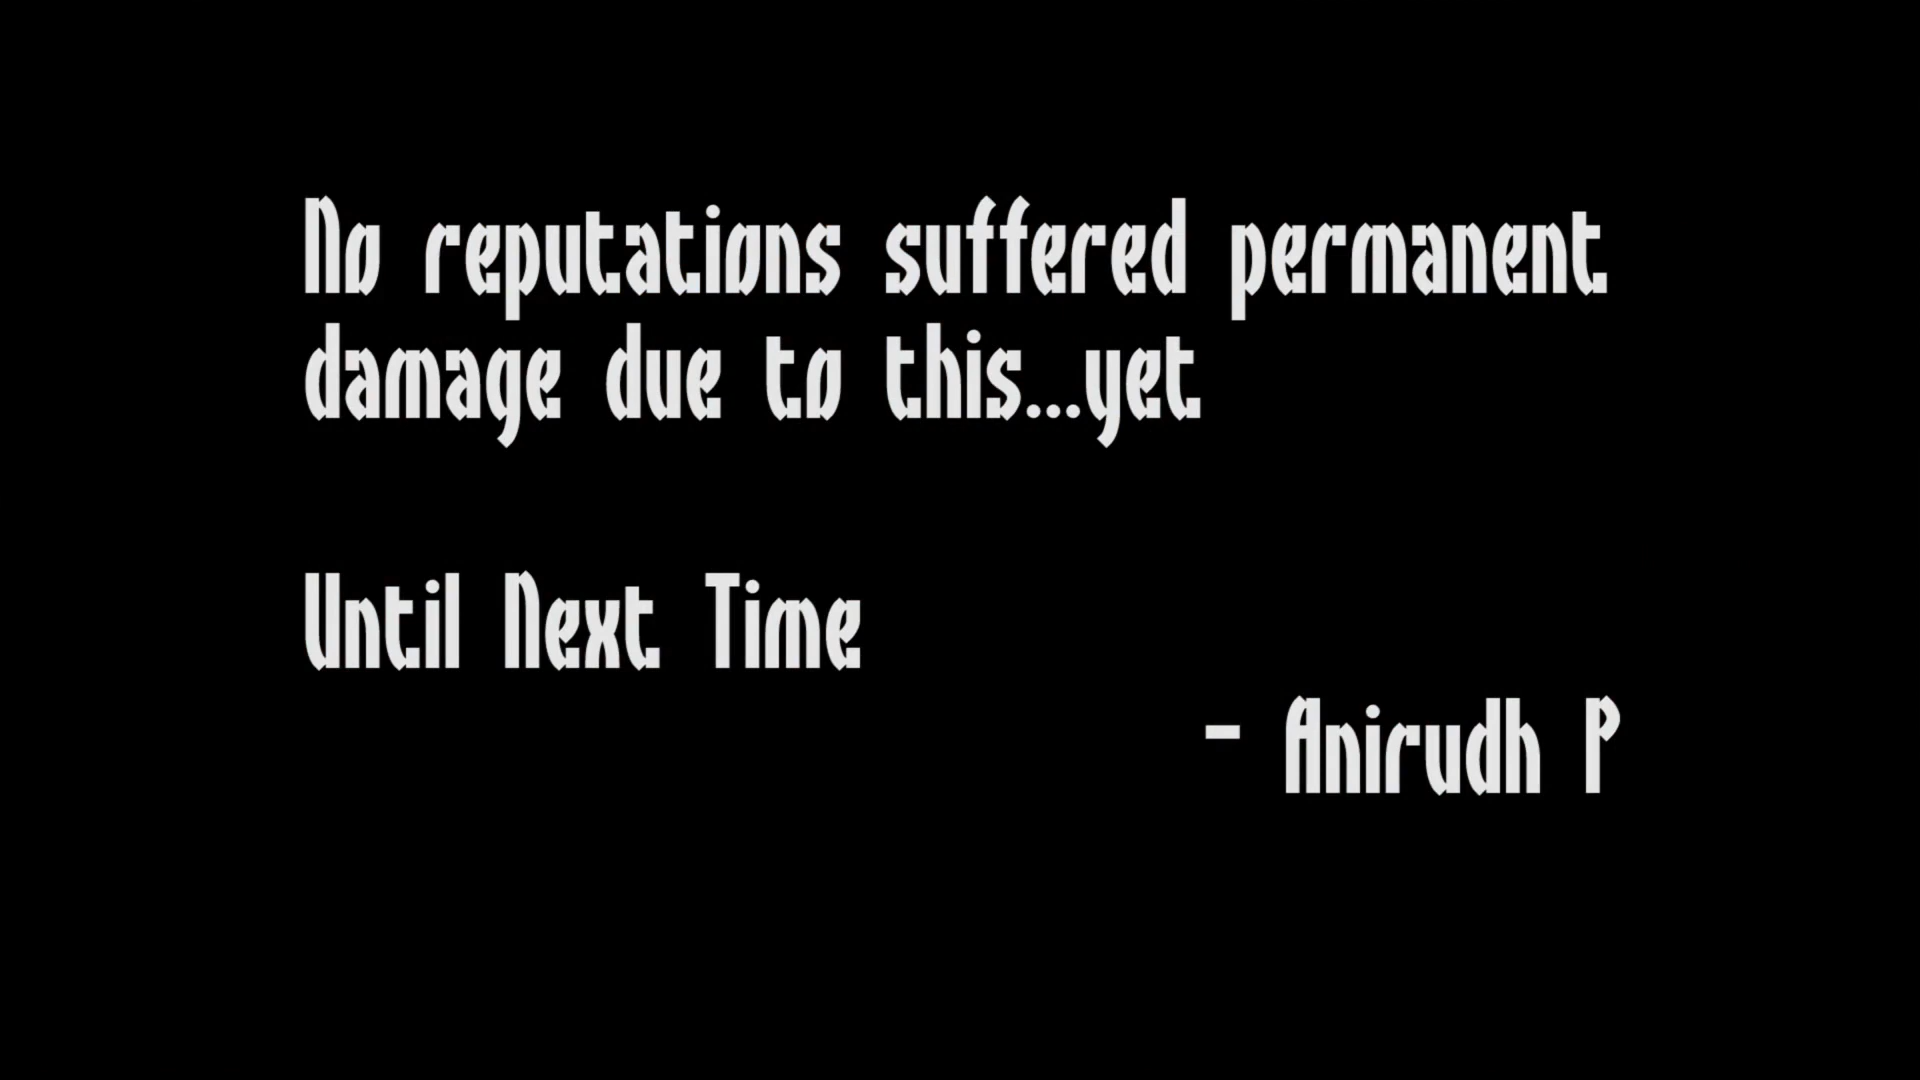 No reputations suffered permanent
damage due to this...yet
Until Next Time
- Anirudh P